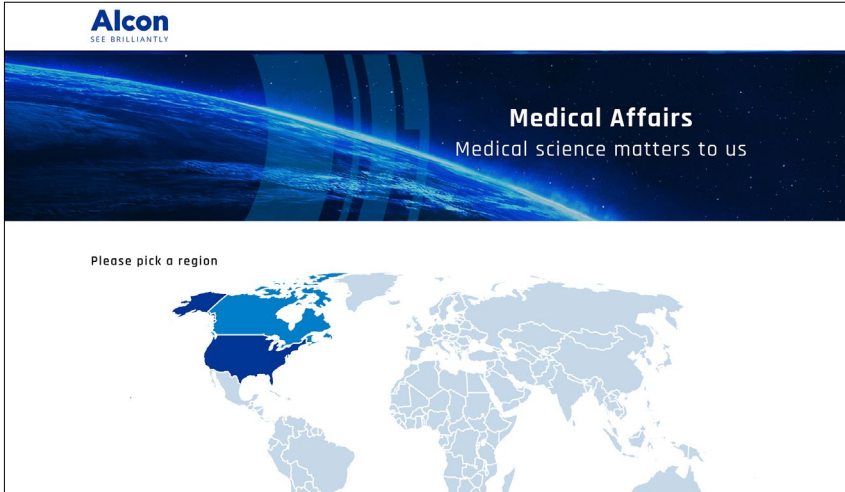 Alcon
SEE BRILLIANTLY
Medical Affairs
Medical science matters to us
Please pick a region